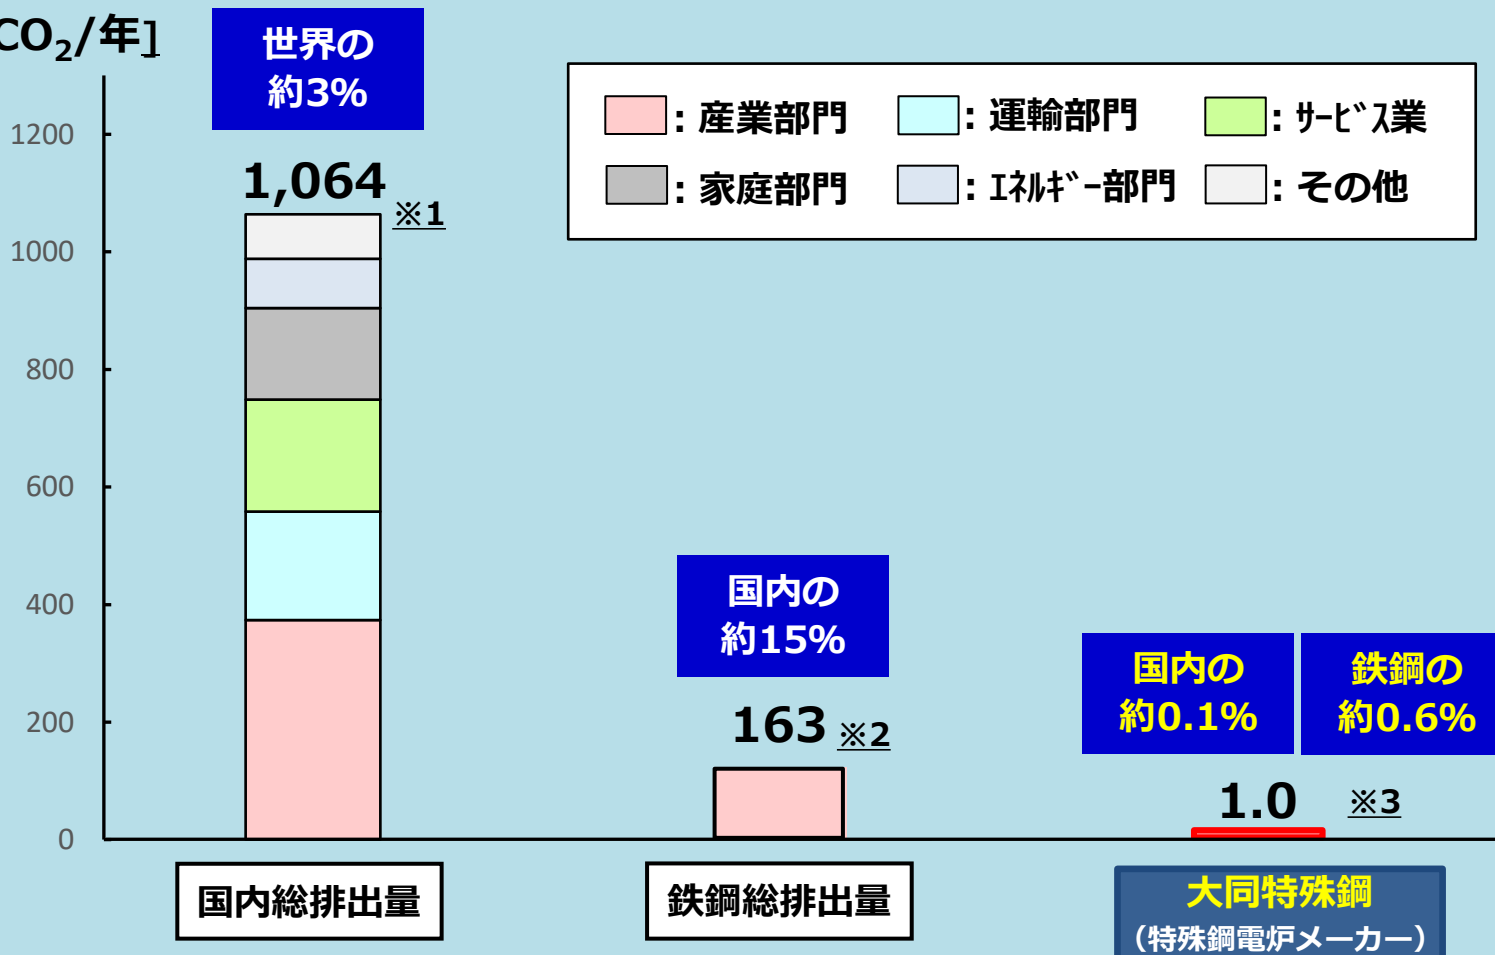 CO₂/年]
世界の
約3%
1,064
※1
: 産業部門
: 運輸部門
: ｻｰﾋﾞｽ業
: 家庭部門
: ｴﾈﾙｷﾞｰ部門
: その他
1200
1000
800
600
400
200
0
国内の
約15%
163 ※2
国内の
約0.1%
鉄鋼の
約0.6%
1.0 ※3
国内総排出量
鉄鋼総排出量
大同特殊鋼
（特殊鋼電炉メーカー）